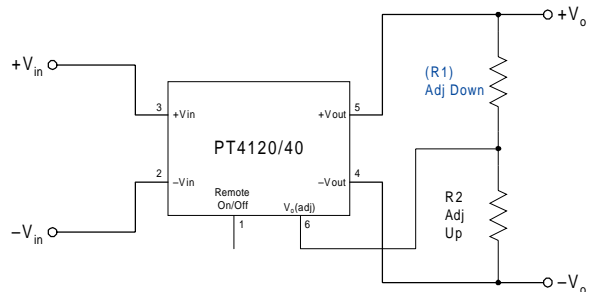 +Vo
+Vin
(R1)
Adj Down
3
+Vin
+Vout
5
PT4120/40
2
–Vin
–Vout
4
Remote
On/Off
Vo(adj)
1
6
R2
Adj
Up
–Vin
–Vo